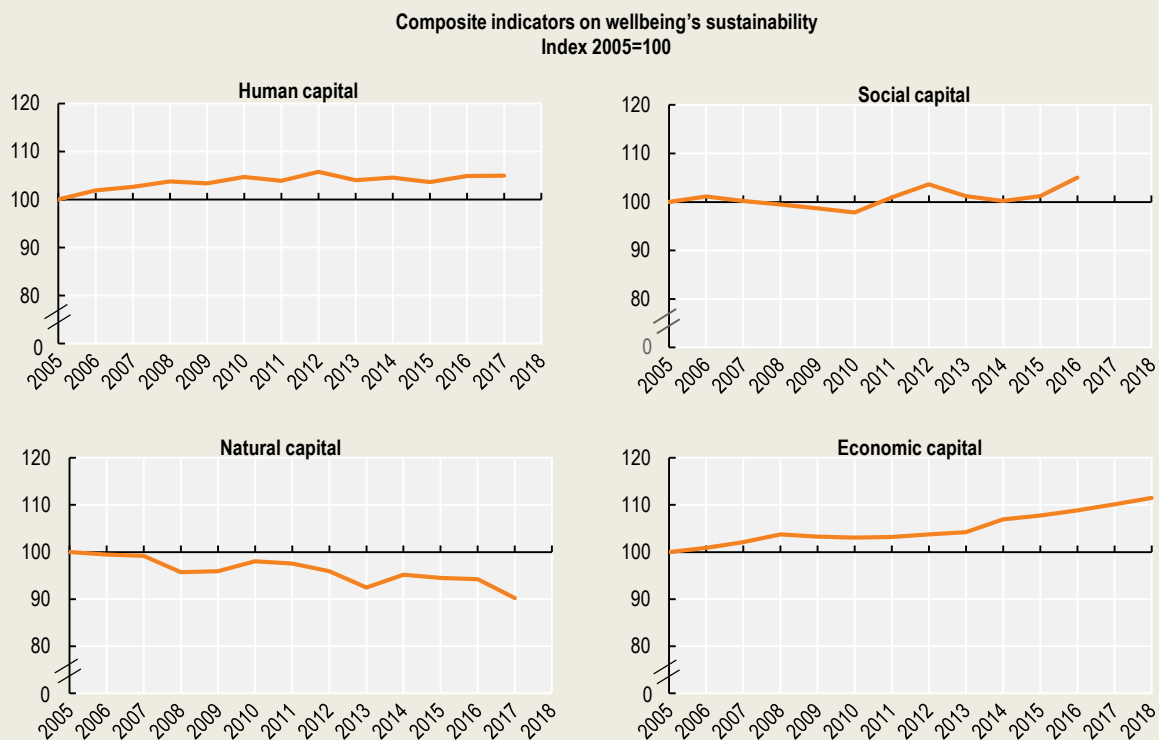 Composite indicators on wellbeing’s sustainability
Index 2005=100
Human capital
120
110
100
90
80
0
2005 2006 2007 2008 2009 2010 2011 2012 2013 2014 2015 2016 2017 2018
Social capital
120
110
100
90
80
0
2005 2006 2007 2008 2009 2010 2011 2012 2013 2014 2015 2016 2017 2018
Natural capital
120
110
100
90
80
0
2005 2006 2007 2008 2009 2010 2011 2012 2013 2014 2015 2016 2017 2018
Economic capital
120
110
100
90
80
0
2005 2006 2007 2008 2009 2010 2011 2012 2013 2014 2015 2016 2017 2018